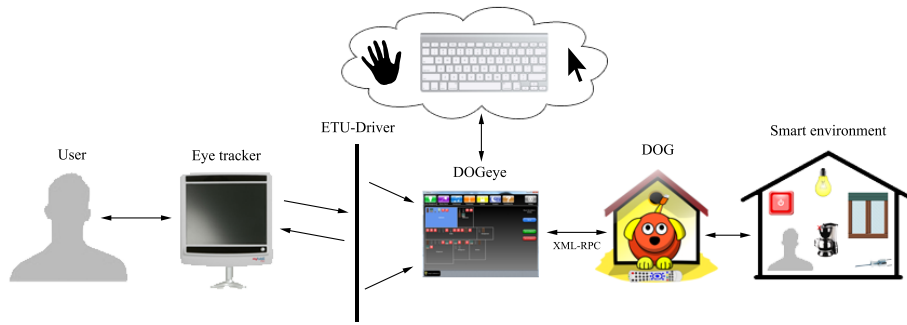 ETU-Driver
Smart environment
User
Eye tracker
DOGeye
DOG
XML-RPC